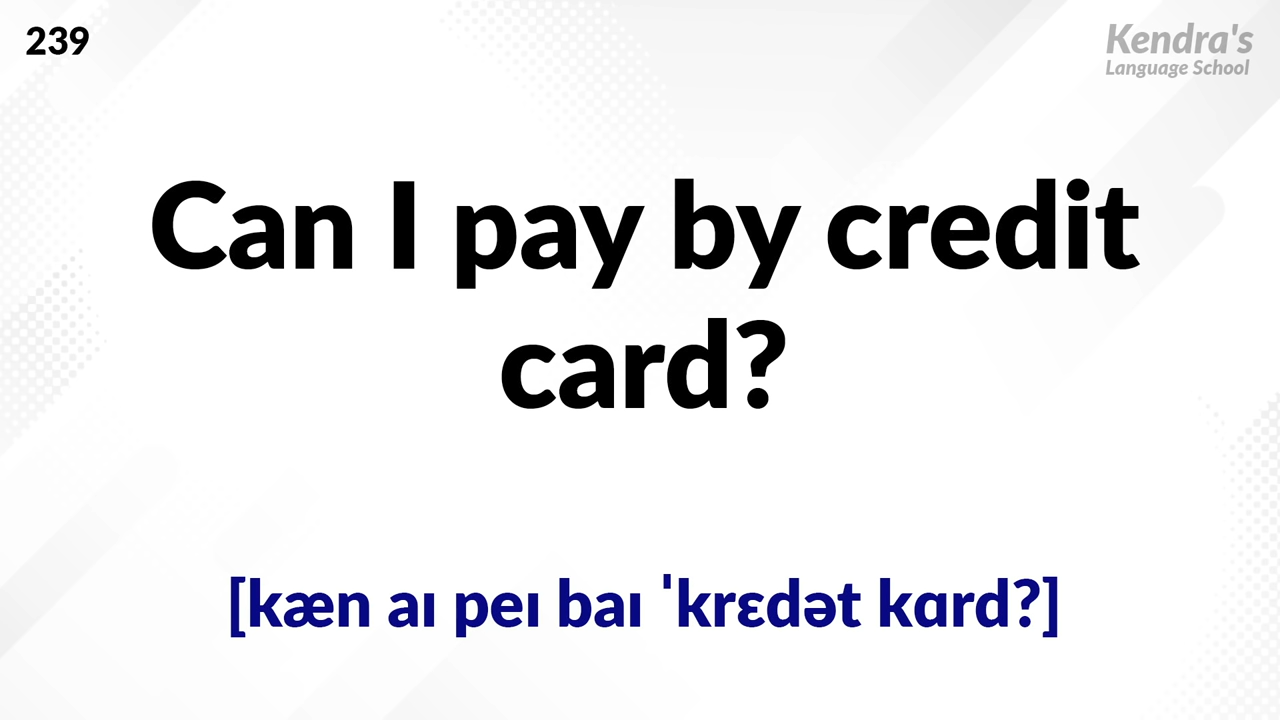 239
Kendra's
Language School
Can I pay by credit
card?
[kæn aɪ peɪ baɪ ˈkrɛdət kɑrd?]